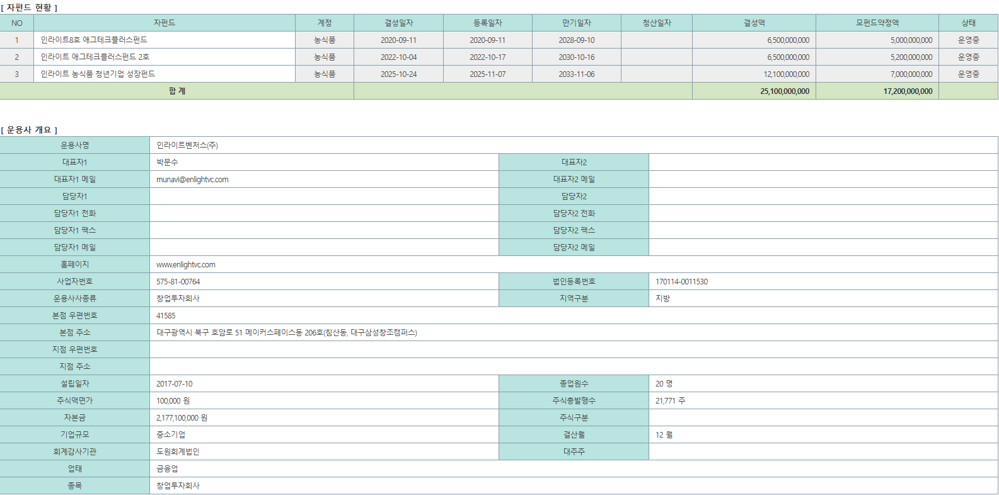 [ 자펀드 현황 ]
NO 자펀드 계정 결성일자 등록일자 만기일자 청산일자 결성액 모펀드약정액 상태
1 인라이트8호 애그테크플러스펀드 농식품 2020-09-11 2020-09-11 2028-09-10 6,500,000,000 5,000,000,000 운영중
2 인라이트 애그테크플러스펀드 2호 농식품 2022-10-04 2022-10-17 2030-10-16 6,500,000,000 5,200,000,000 운영중
3 인라이트 농식품 청년기업 성장펀드 농식품 2025-10-24 2025-11-07 2033-11-06 12,100,000,000 7,000,000,000 운영중
합 계 25,100,000,000 17,200,000,000
[ 운용사 개요 ]
운용사명 인라이트벤처스(주)
대표자1 박문수 대표자2
대표자1 메일 munavi@enlightvc.com 대표자2 메일
담당자1 담당자2
담당자1 전화 담당자2 전화
담당자1 팩스 담당자2 팩스
담당자1 메일 담당자2 메일
홈페이지 www.enlightvc.com
사업자번호 575-81-00764 법인등록번호 170114-0011530
운용사사종류 창업투자회사 지역구분 지방
본점 우편번호 41585
본점 주소 대구광역시 북구 호암로 51 메이커스페이스동 206호(침산동, 대구삼성창조캠퍼스)
지점 우편번호
지점 주소
설립일자 2017-07-10 종업원수 20 명
주식액면가 100,000 원 주식총발행수 21,771 주
자본금 2,177,100,000 원 주식구분
기업규모 중소기업 결산월 12 월
회계감사기관 도원회계법인 대주주
업태 금융업
종목 창업투자회사